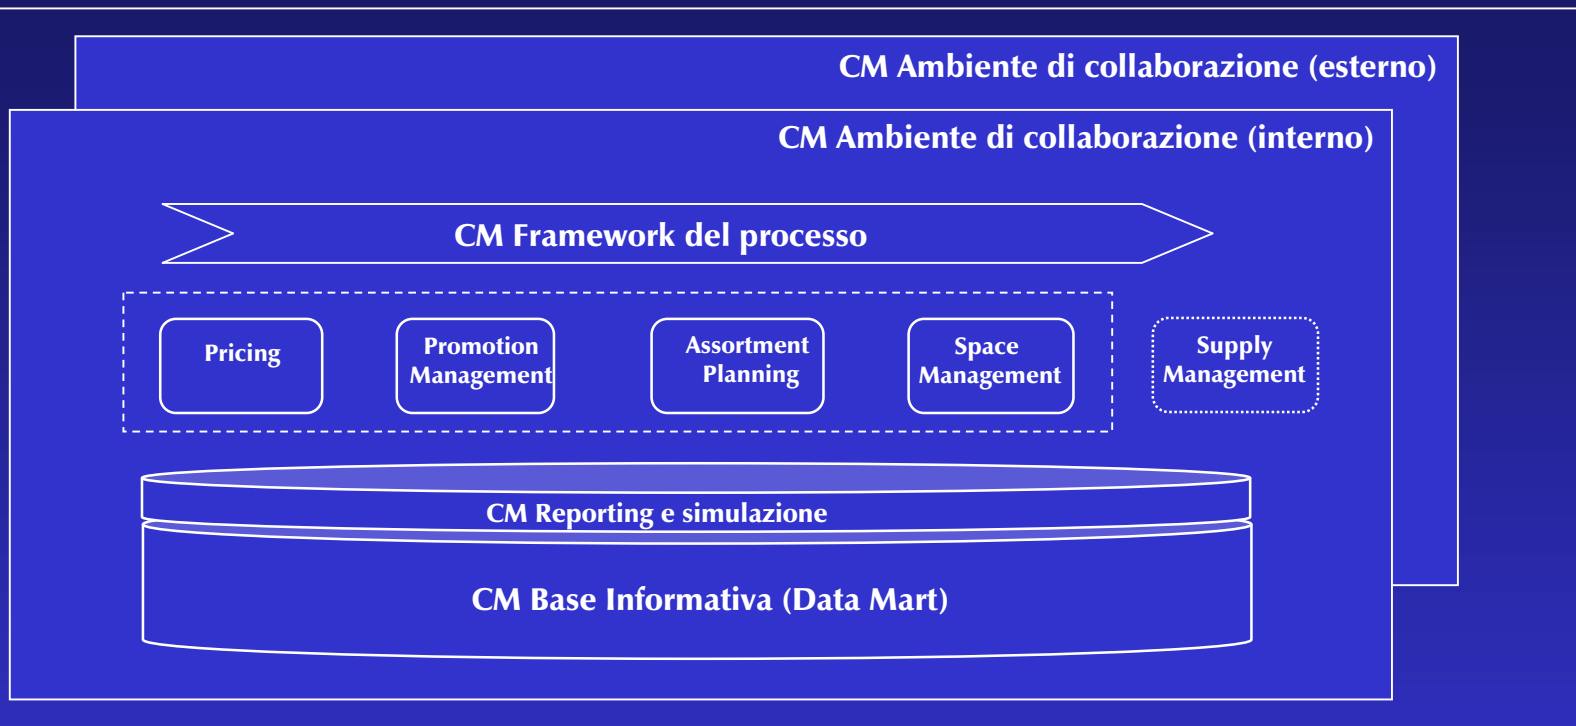 CM Ambiente di collaborazione (esterno)
CM Ambiente di collaborazione (interno)
CM Framework del processo
Pricing
Promotion
Management
Assortment
Planning
Space
Management
Supply
Management
CM Reporting e simulazione
CM Base Informativa (Data Mart)